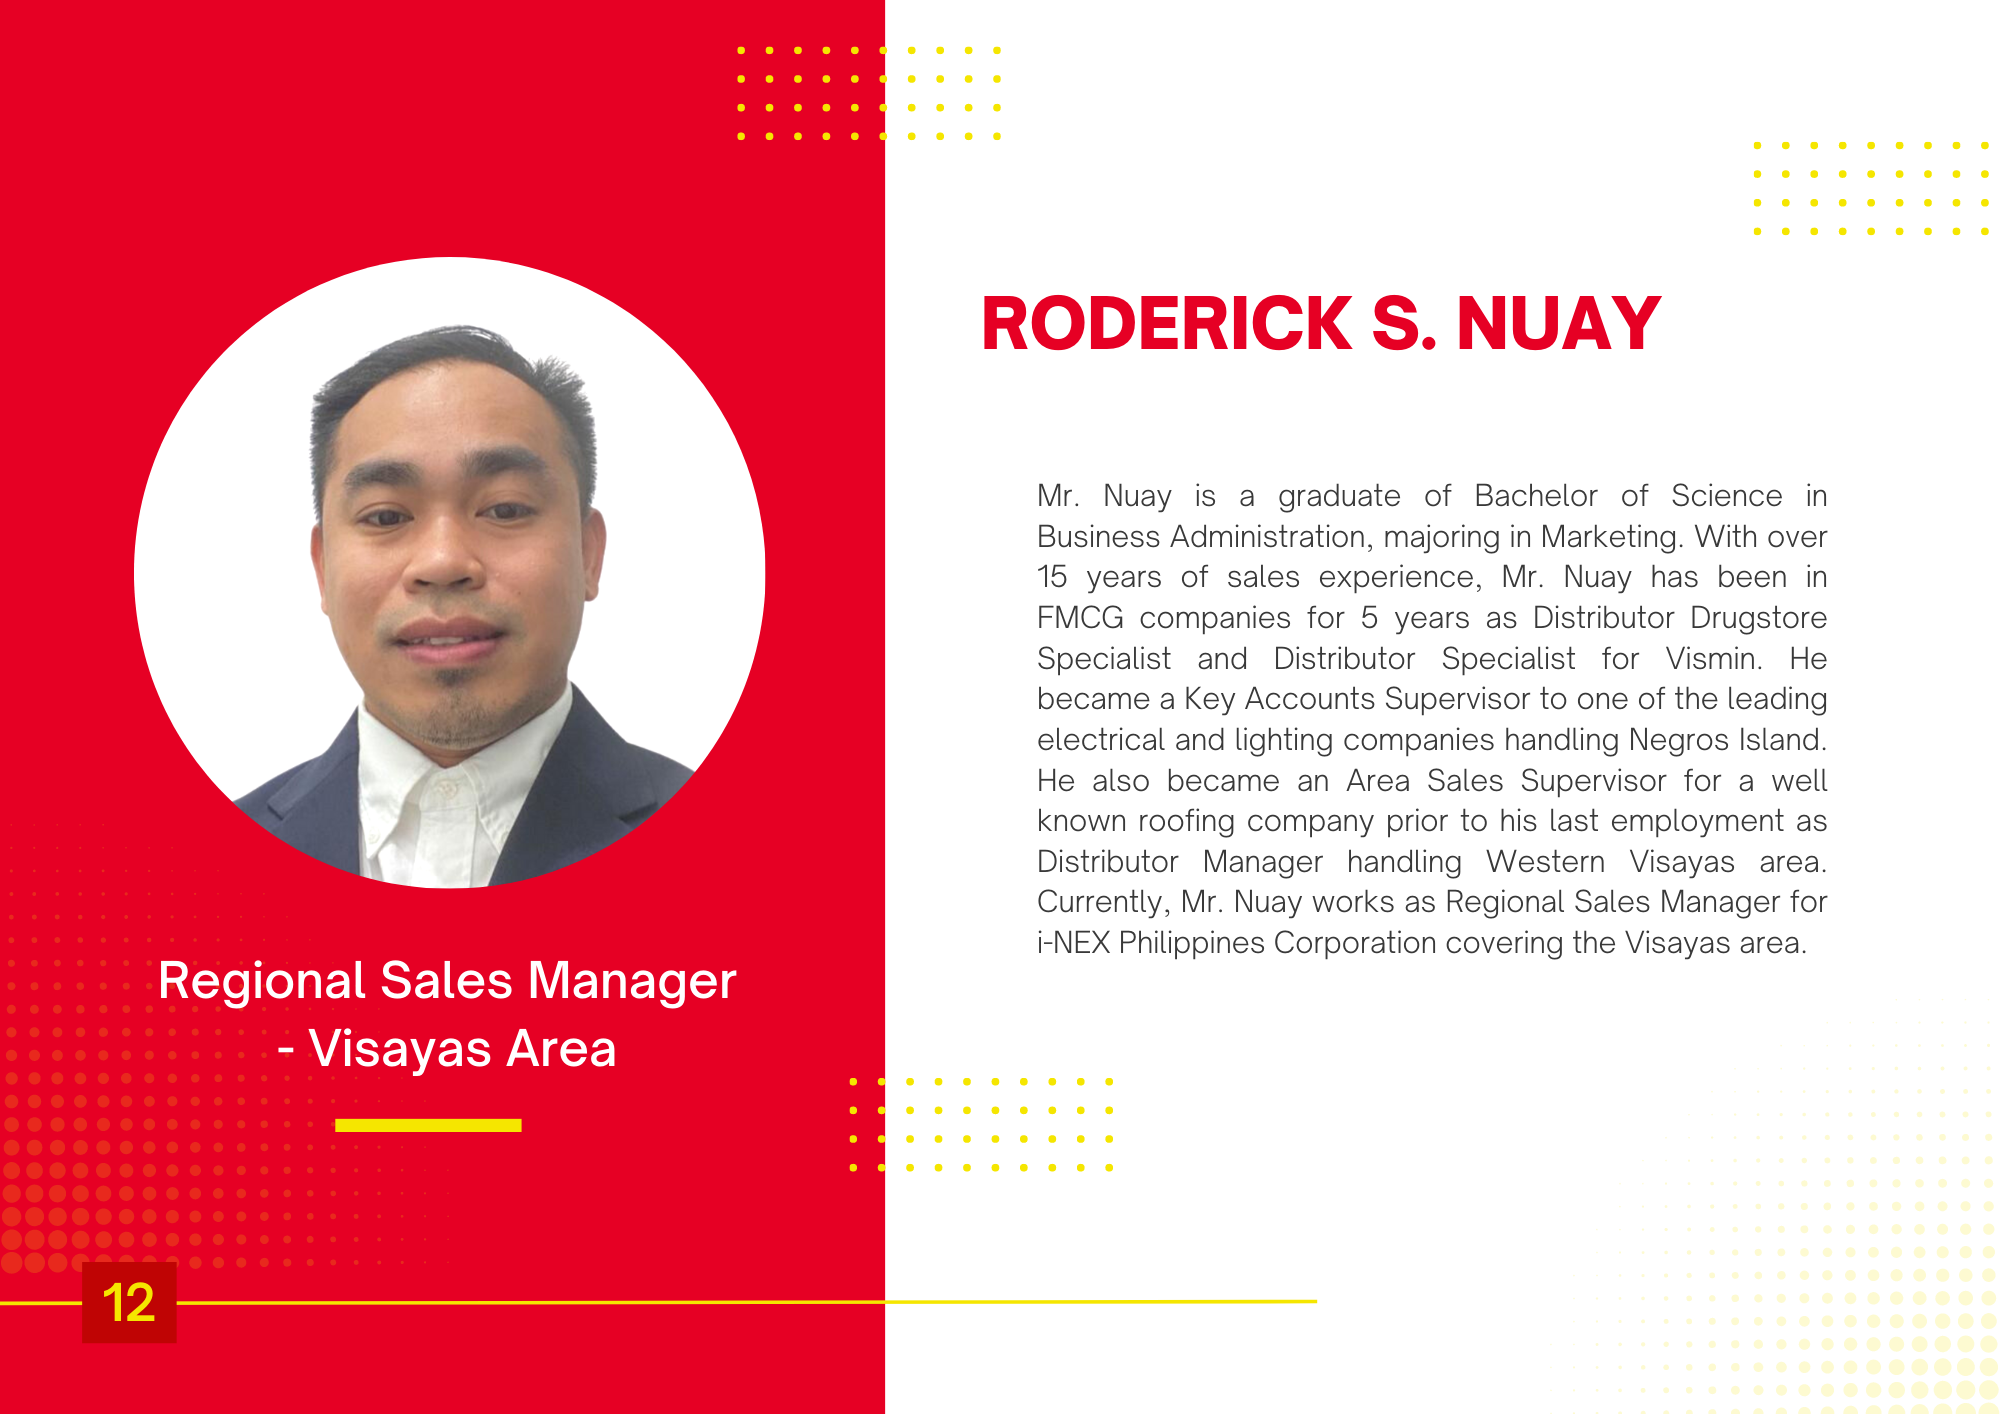 RODERICK S. NUAY
Mr. Nuay is a graduate of Bachelor of Science in
Business Administration, majoring in Marketing. With over
15 years of sales experience, Mr. Nuay has been in
FMCG companies for 5 years as Distributor Drugstore
Specialist and Distributor Specialist for Vismin. He
became a Key Accounts Supervisor to one of the leading
electrical and lighting companies handling Negros Island.
He also became an Area Sales Supervisor for a well
known roofing company prior to his last employment as
Distributor Manager handling Western Visayas area.
Currently, Mr. Nuay works as Regional Sales Manager for
i-NEX Philippines Corporation covering the Visayas area.
Regional Sales Manager
- Visayas Area
12